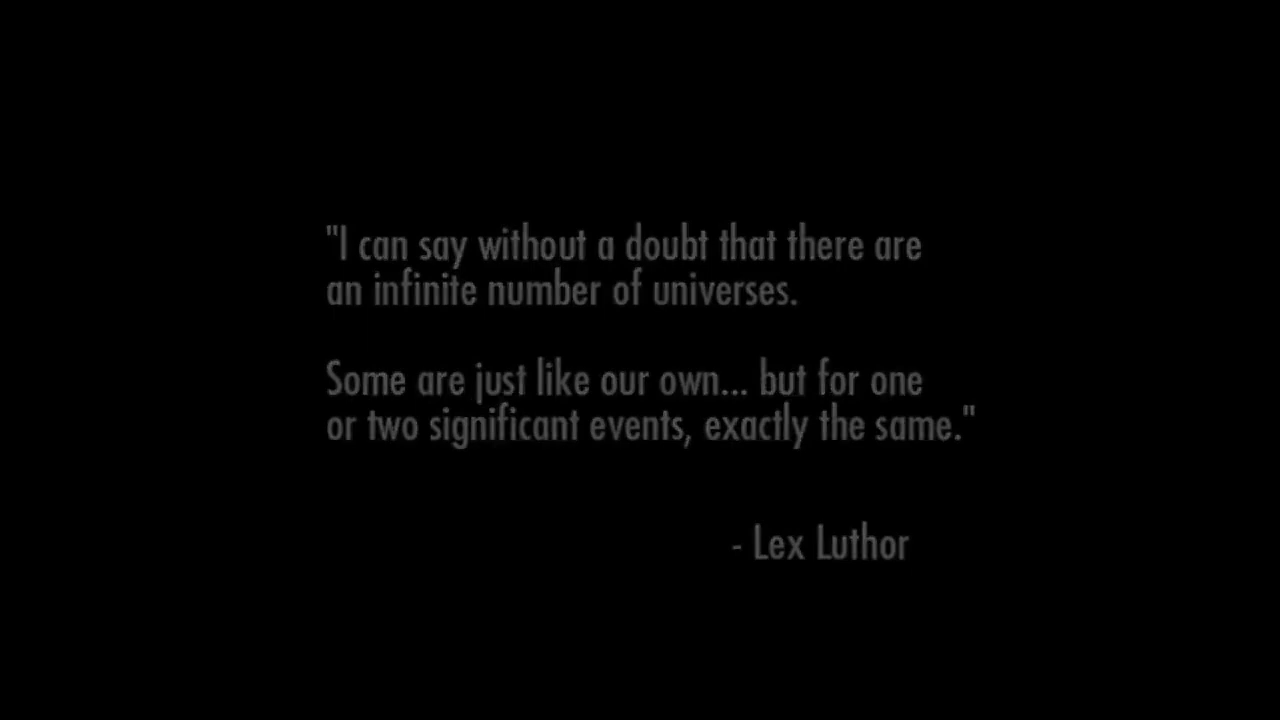 "I can say without a doubt that there are
an infinite number of universes.
Some are just like our own... but for one
or two significant events, exactly the same."
- Lex Luthor